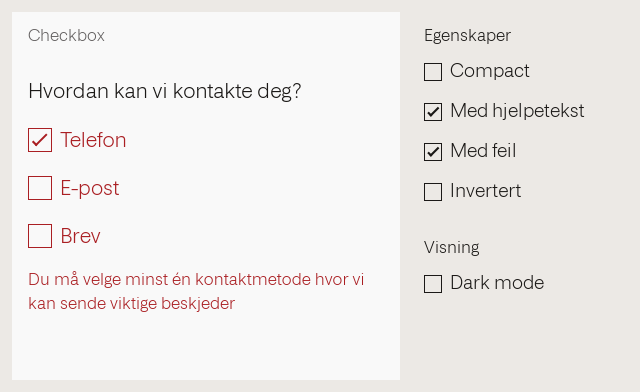 Checkbox
Hvordan kan vi kontakte deg?
Telefon
E-post
Brev
Du må velge minst én kontaktmetode hvor vi
kan sende viktige beskjeder
Egenskaper
Compact
Med hjelpetekst
Med feil
Invertert
Visning
Dark mode